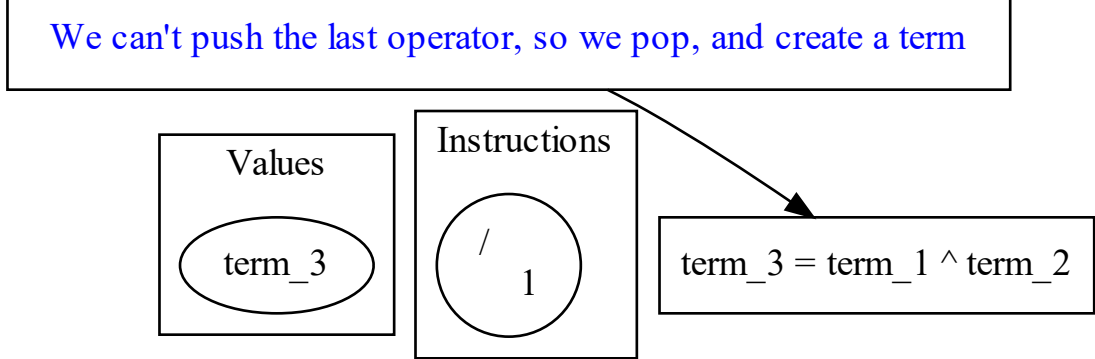 We can't push the last operator, so we pop, and create a term
Values
term_3
Instructions
/
1
term_3 = term_1 ^ term_2